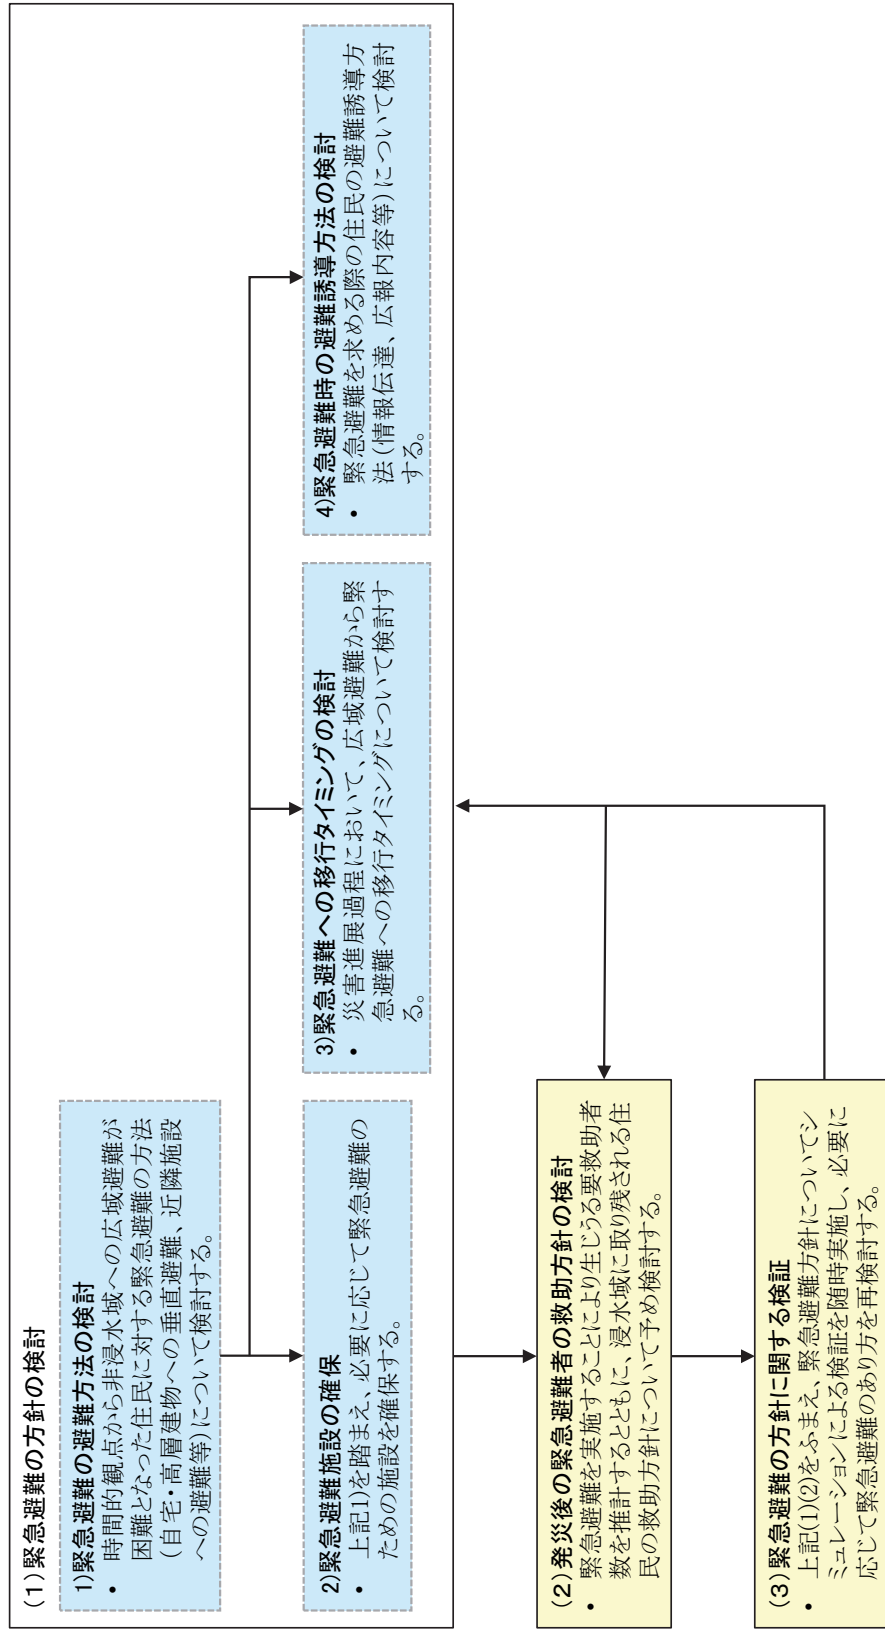 (1)緊急避難の方針の検討
1)緊急避難の避難方法の検討
• 時間的観点から非浸水域への広域避難が
困難となった住民に対する緊急避難の方法
(自宅・高層建物への垂直避難、近隣施設
への避難等)について検討する。
2)緊急避難施設の確保
• 上記1)を踏まえ、必要に応じて緊急避難の
ための施設を確保する。
3)緊急避難への移行タイミングの検討
• 災害進展過程において、広域避難から緊
急避難への移行タイミングについて検討す
る。
4)緊急避難時の避難誘導方法の検討
• 緊急避難を求める際の住民の避難誘導方
法(情報伝達、広報内容等)について検討
する。
(2)発災後の緊急避難者の救助方針の検討
• 緊急避難を実施することにより生じうる要救助者
数を推計するとともに、浸水域に取り残される住
民の救助方針について予め検討する。
(3)緊急避難の方針に関する検証
• 上記(1)(2)をふまえ、緊急避難方針についてシ
ミュレーションによる検証を随時実施し、必要に
応じて緊急避難のあり方を再検討する。